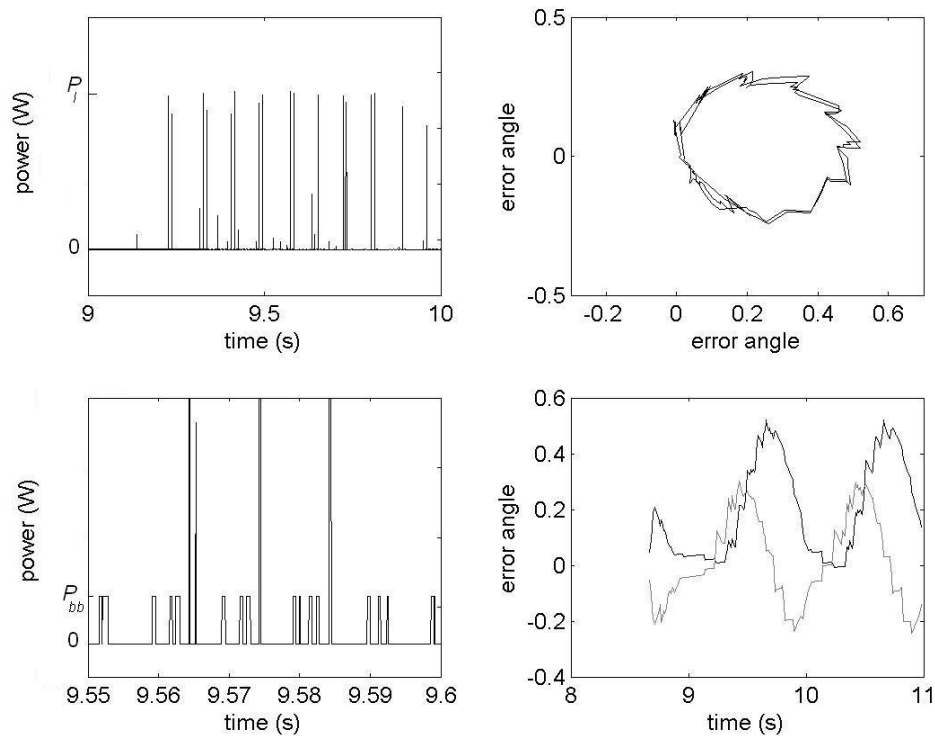 power (W)
P_l
0
9
9.5
10
time (s)
error angle
0.5
0
-0.5
-0.2
0
0.2
0.4
0.6
error angle
power (W)
P_bb
0
9.55
9.56
9.57
9.58
9.59
9.6
time (s)
error angle
0.6
0.4
0.2
0
-0.2
-0.4
8
9
10
11
time (s)